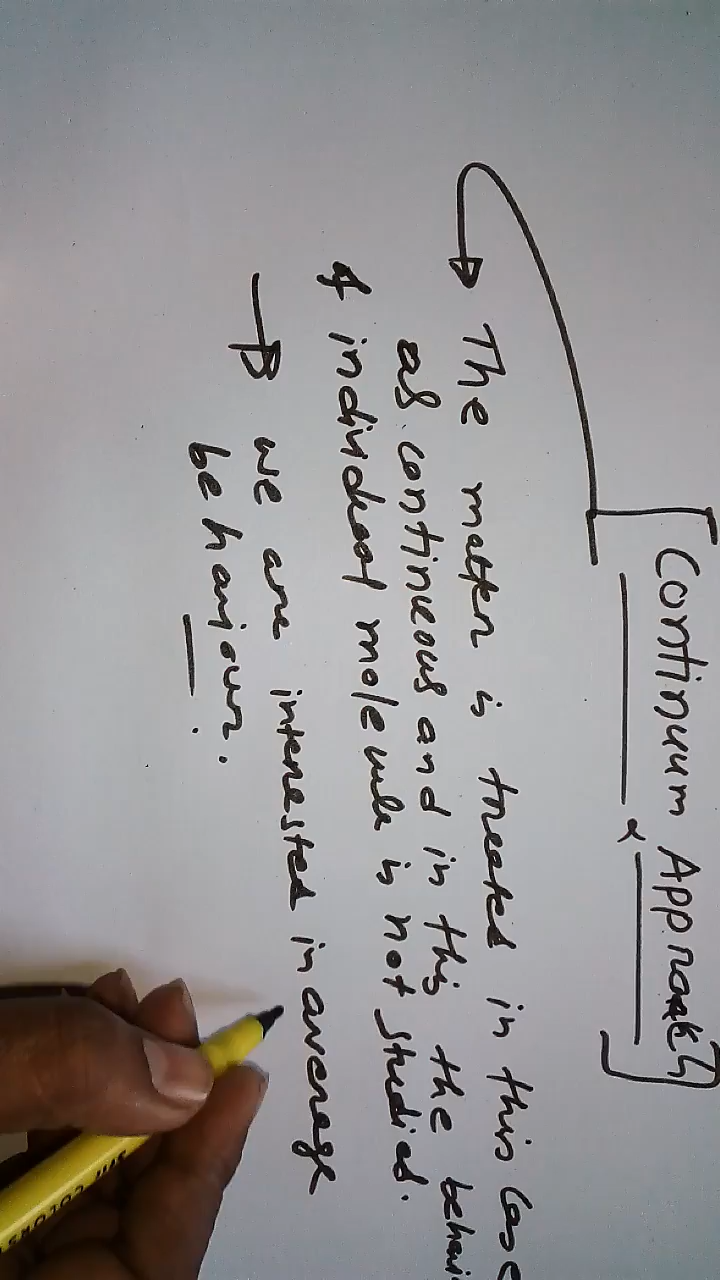 Continuum Approach
The matter is treated in this case
as continuous and in this the behavi
of individual molecule is not studied.
we are interested in average
behaviour.